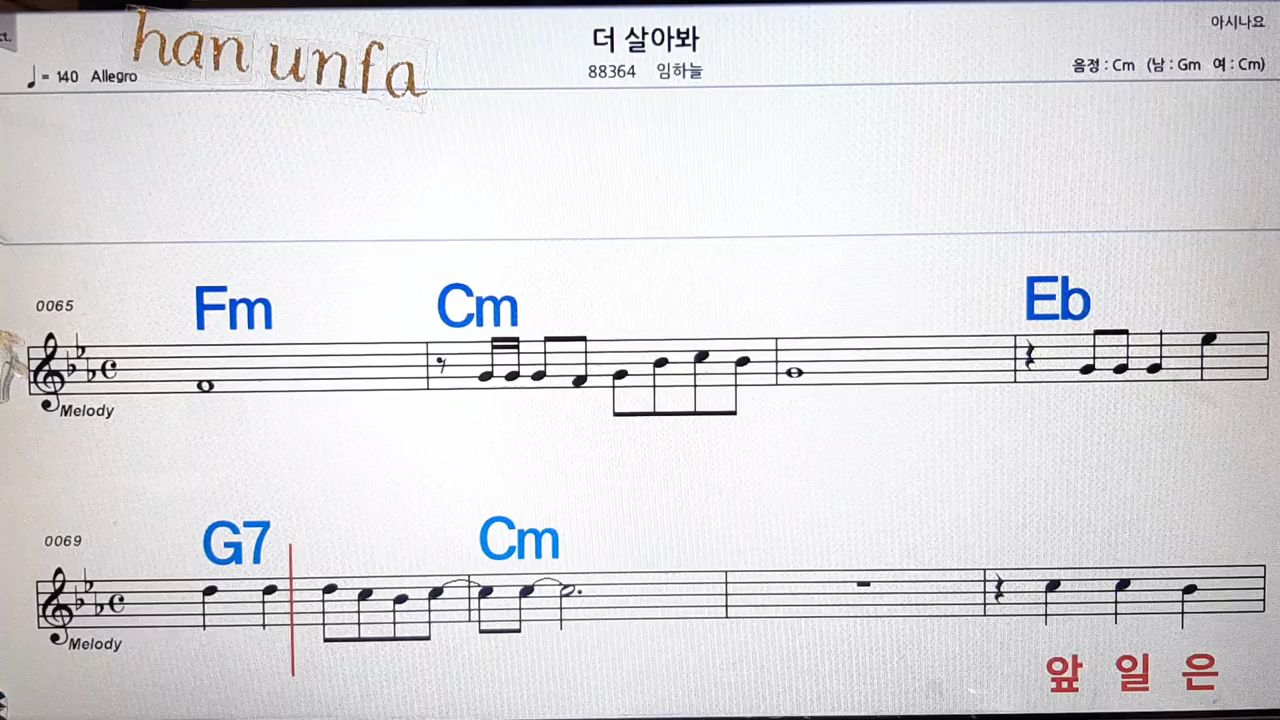 ct.
han unfa
더 살아봐
아시나요
= 140 Allegro
88364 임하늘
음정 : Cm (남 : Gm 여 : Cm)
0065
Fm Cm Eb
Melody
0069
G7 Cm
Melody
앞 일 은